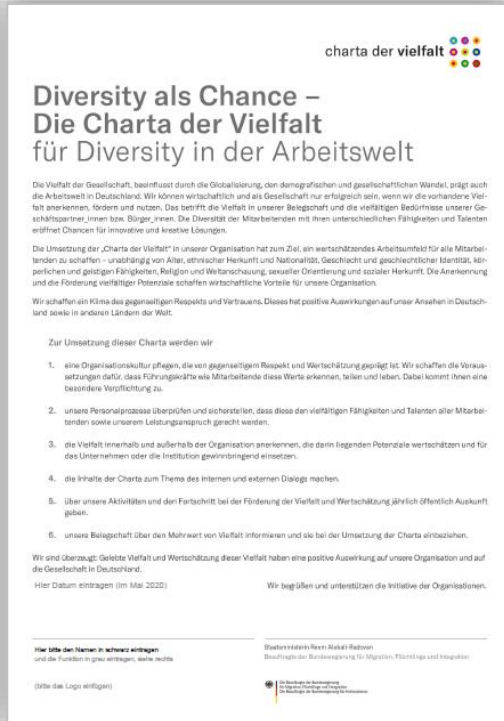 charta der vielfalt
Diversity als Chance –
Die Charta der Vielfalt
für Diversity in der Arbeitswelt
Die Vielfalt der Gesellschaft, beeinflusst durch die Globalisierung, den demografischen und gesellschaftlichen Wandel, prägt auch
die Arbeitswelt in Deutschland. Wir können wirtschaftlich und als Gesellschaft nur erfolgreich sein, wenn wir die vorhandene Viel-
falt anerkennen, fördern und nutzen. Das betrifft die Vielfalt in unserer Belegschaft und die vielfältigen Bedürfnisse unserer Ge-
schäftspartner_innen bzw. Bürger_innen. Die Diversität der Mitarbeitenden mit ihren unterschiedlichen Fähigkeiten und Talenten
eröffnet Chancen für innovative und kreative Lösungen.
Die Umsetzung der „Charta der Vielfalt" in unserer Organisation hat zum Ziel, ein wertschätzendes Arbeitsumfeld für alle Mitarbei-
tenden zu schaffen – unabhängig von Alter, ethnischer Herkunft und Nationalität, Geschlecht und geschlechtlicher Identität, kör-
perlichen und geistigen Fähigkeiten, Religion und Weltanschauung, sexueller Orientierung und sozialer Herkunft. Die Anerkennung
und die Förderung vielfältiger Potenziale schaffen wirtschaftliche Vorteile für unsere Organisation.
Wir schaffen ein Klima des gegenseitigen Respekts und Vertrauens. Dieses hat positive Auswirkungen auf unser Ansehen in Deutsch-
land sowie in anderen Ländern der Welt.
Zur Umsetzung dieser Charta werden wir
1. eine Organisationskultur pflegen, die von gegenseitigem Respekt und Wertschätzung geprägt ist. Wir schaffen die Voraus-
setzungen dafür, dass Führungskräfte wie Mitarbeitende diese Werte erkennen, teilen und leben. Dabei kommt ihnen eine
besondere Verpflichtung zu.
2. unsere Personalprozesse überprüfen und sicherstellen, dass diese den vielfältigen Fähigkeiten und Talenten aller Mitarbei-
tenden sowie unserem Leistungsanspruch gerecht werden.
3. die Vielfalt innerhalb und außerhalb der Organisation anerkennen, die darin liegenden Potenziale wertschätzen und für
das Unternehmen oder die Institution gewinnbringend einsetzen.
4. die Inhalte der Charta zum Thema des internen und externen Dialogs machen.
5. über unsere Aktivitäten und den Fortschritt bei der Förderung der Vielfalt und Wertschätzung jährlich öffentlich Auskunft
geben.
6. unsere Belegschaft über den Mehrwert von Vielfalt informieren und sie bei der Umsetzung der Charta einbeziehen.
Wir sind überzeugt: Gelebte Vielfalt und Wertschätzung dieser Vielfalt haben eine positive Auswirkung auf unsere Organisation und auf
die Gesellschaft in Deutschland.
Hier Datum eintragen (im Mai 2020) Wir begrüßen und unterstützen die Initiative der Organisationen.
Hier bitte den Namen in schwarz eintragen
und die Funktion in grau eintragen, siehe rechts
Staatsministerin Reem Alabali-Radovan
Beauftragte der Bundesregierung für Migration, Flüchtlinge und Integration
(bitte das Logo einfügen)
Die Beauftragte der Bundesregierung
für Migration, Flüchtlinge und Integration
Die Beauftragte der Bundesregierung für Antirassismus